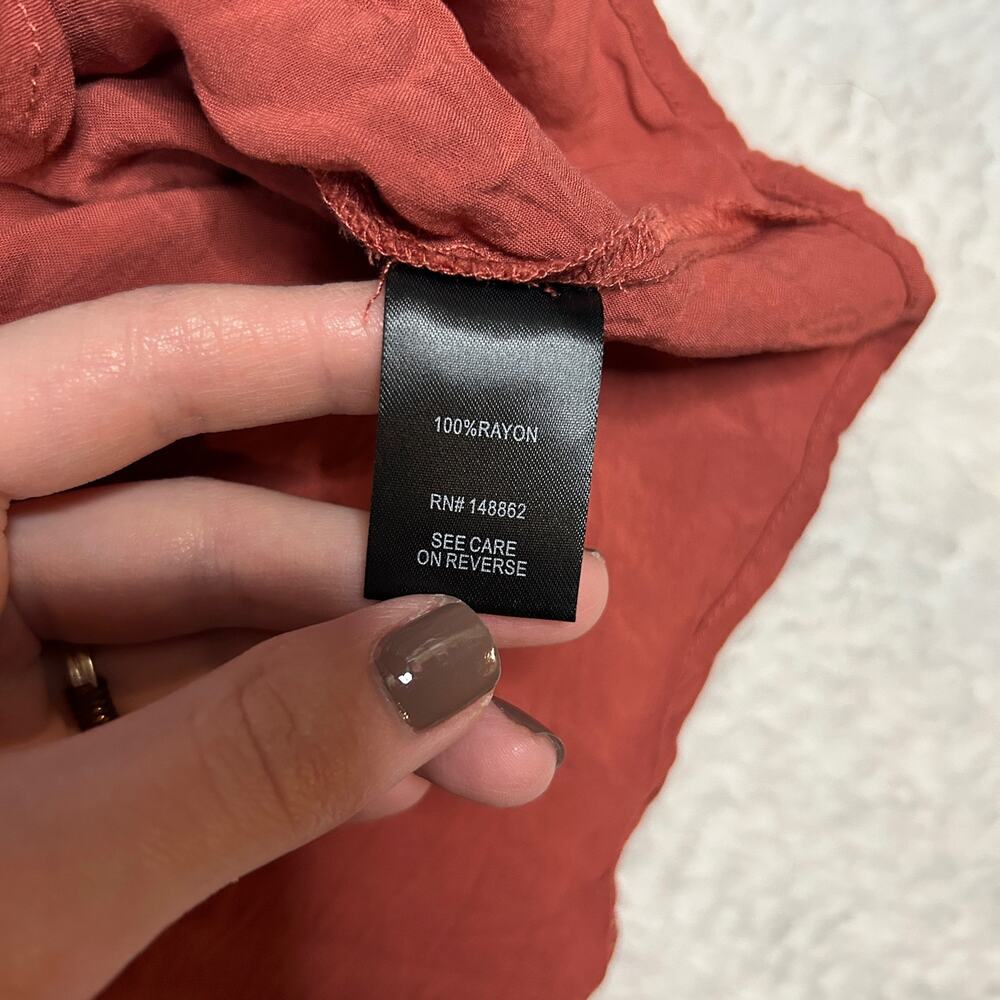 100%RAYON
RN# 148862
SEE CARE
ON REVERSE